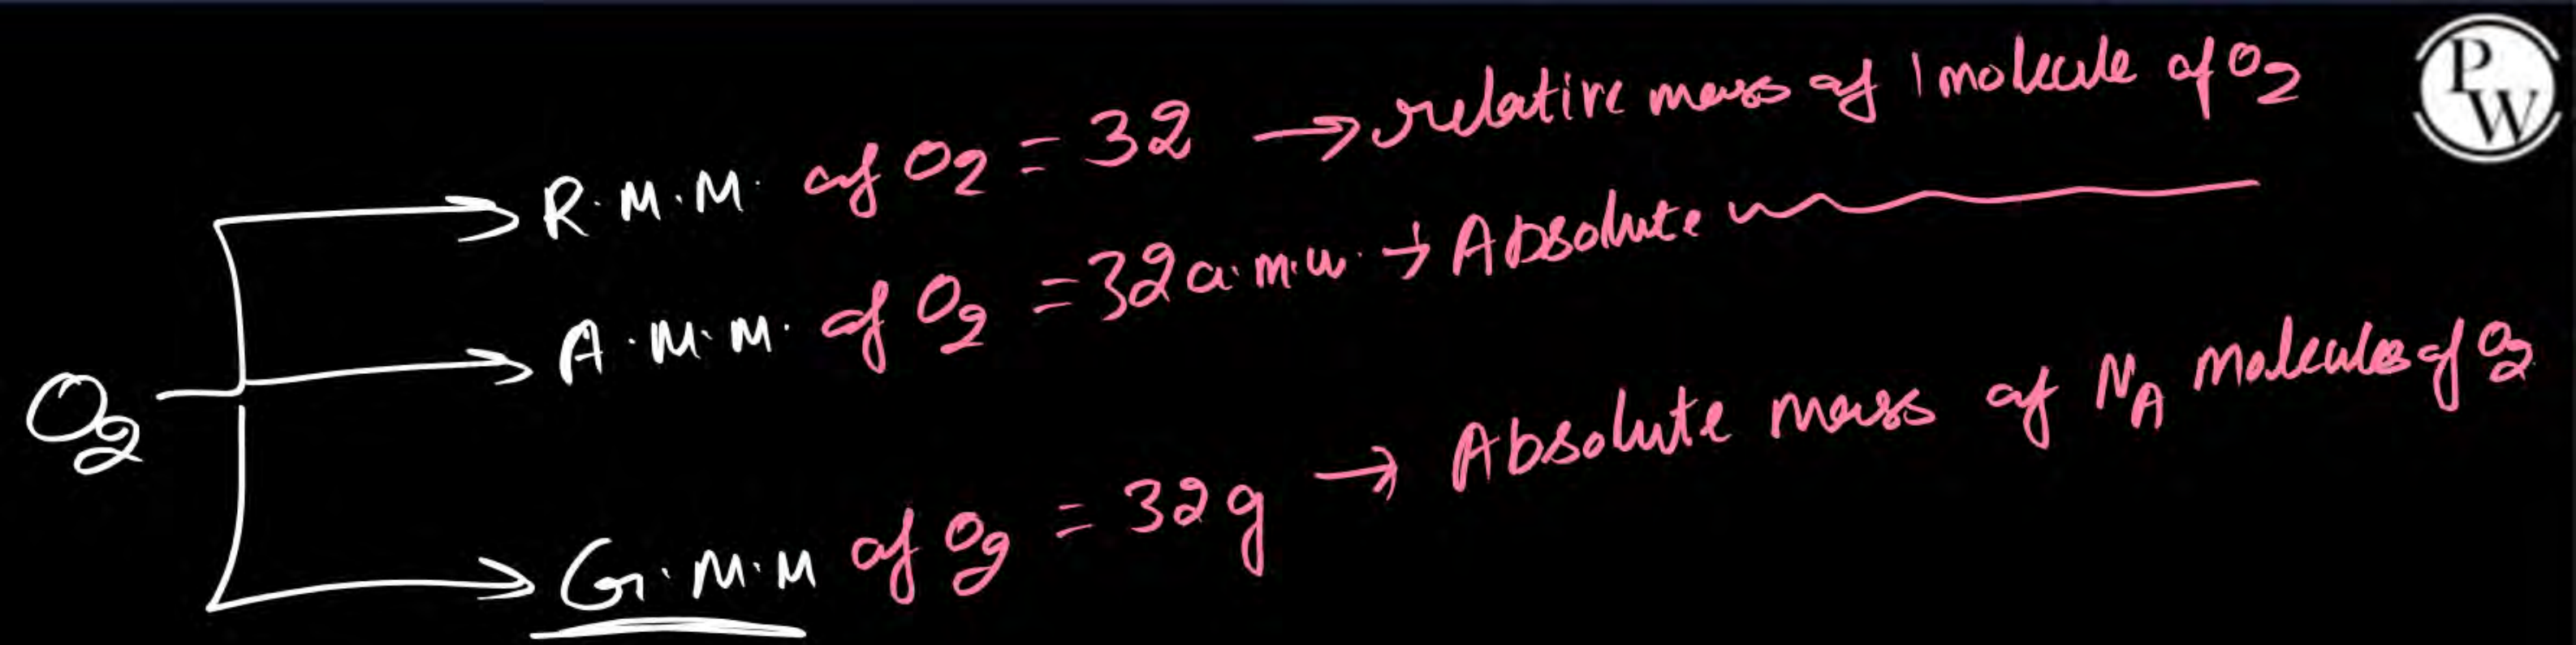 R.M.M. of O2 = 32 → relative mass of 1 molecule of O2
A.M.M. of O2 = 32 a.m.u. → Absolute
O2
G.M.M of O2 = 32g → Absolute mass of NA molecules of O2
PW